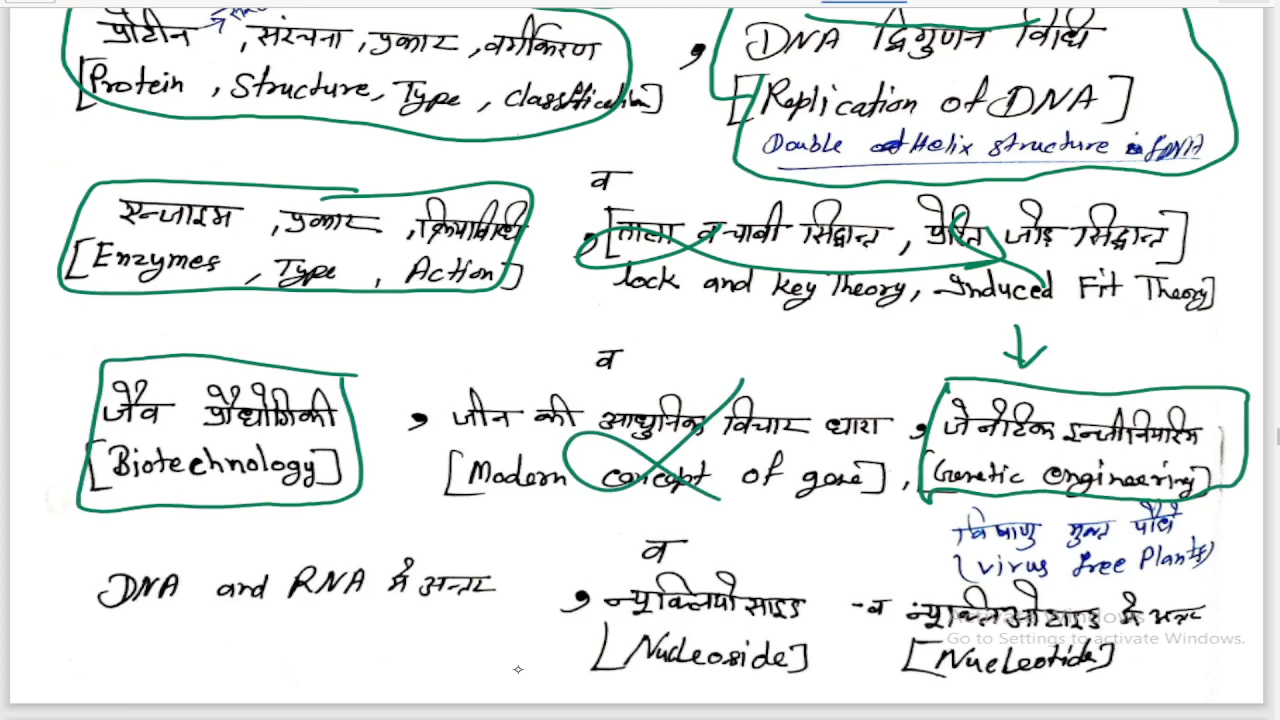 प्रोटीन , संरचना , प्रकार , वर्गीकरण , DNA द्विगुणन विधि
[Protein , Structure, Type , Classification] [Replication of DNA]
Double Helix structure DNA
व
एन्जाइम , प्रकार , क्रियाविधि , [ताला व चाबी सिद्धान्त , प्रेरित जोड सिद्धान्त]
[Enzymes , Type , Action] lock and Key Theory, Induced Fit Theory]
व
जैव प्रौद्योगिकी , जीन की आधुनिक विचार धारा , जेनेटिक इन्जीनियरिंग
[Biotechnology] [Modern concept of gene] , [Genetic engineering]
विषाणु मुक्त पौधे
(virus free Plants)
व
DNA and RNA मे अन्तर , न्यूक्लियोसाइड - व न्यूक्लिओटाइड मे अन्तर
[Nucleoside] [Nucleotide]
Activate Windows
Go to Settings to activate Windows.